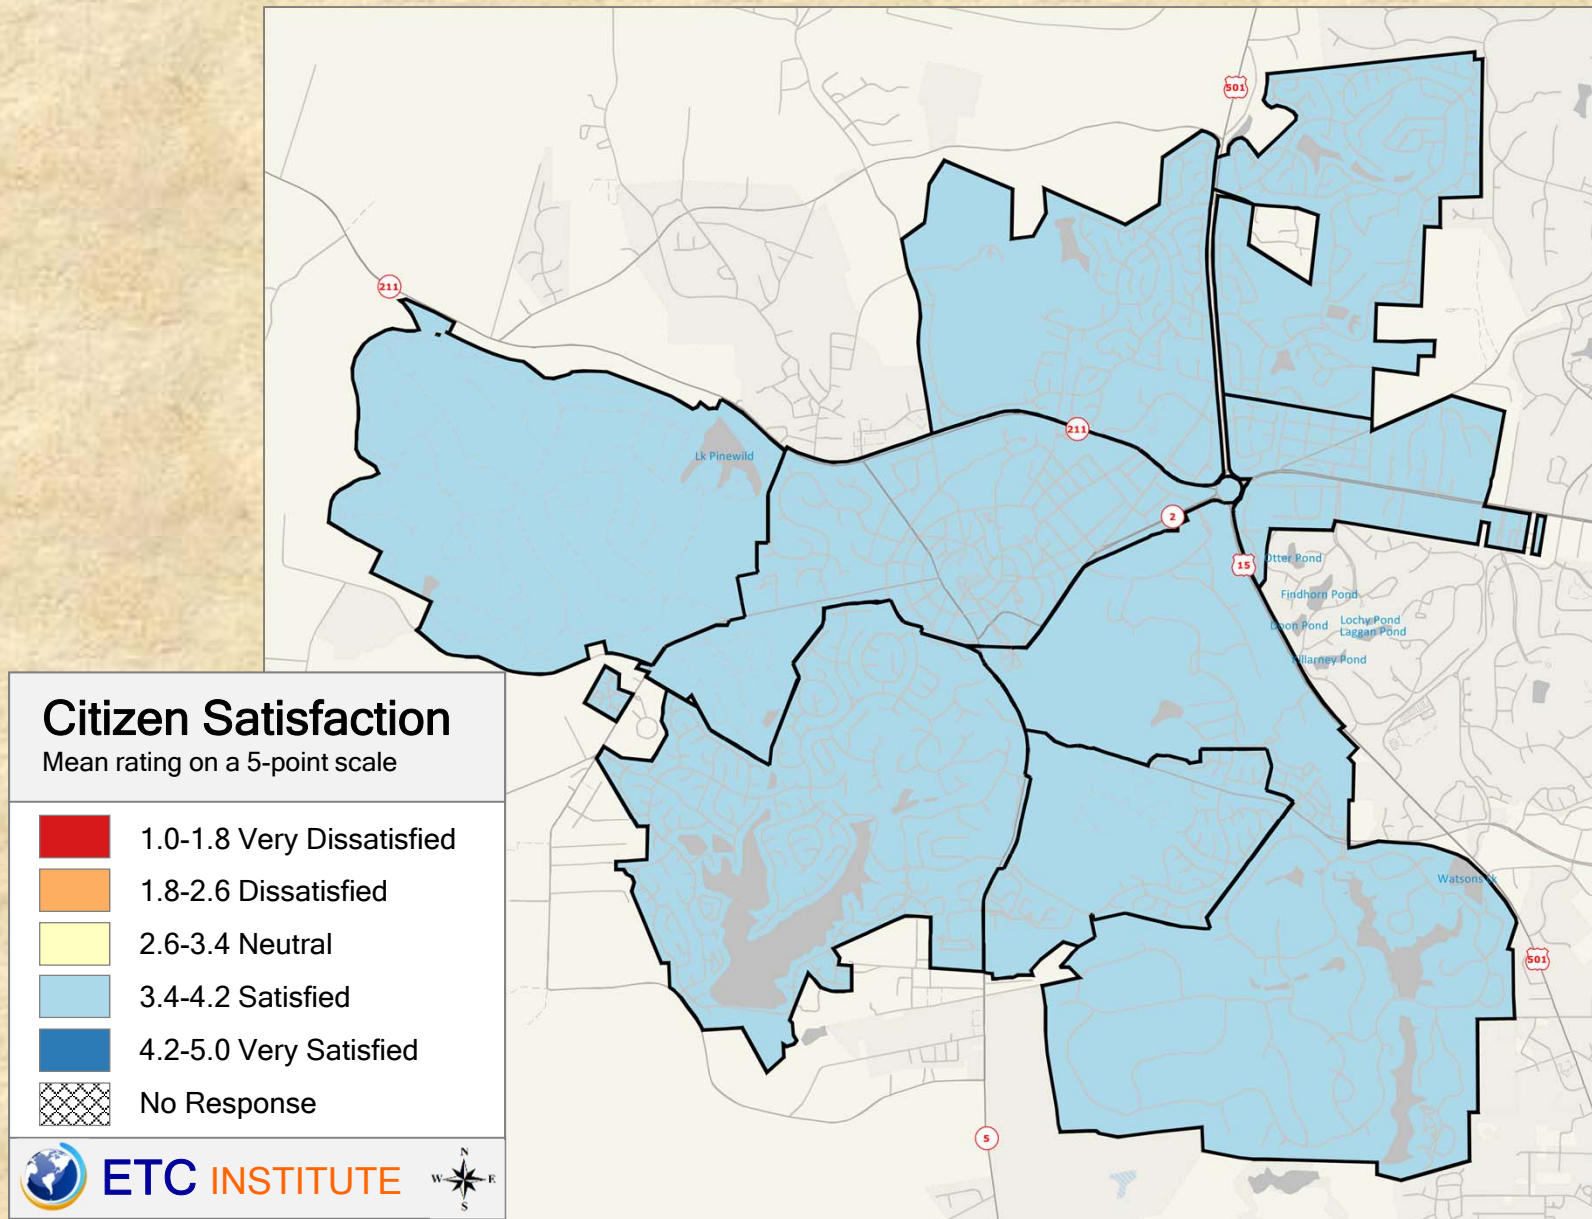 501
211
211
Lk Pinewild
2
15
Otter Pond
Findhorn Pond
Lochy Pond
Doon Pond
Laggan Pond
Killarney Pond
Watsons Lk
501
5
Citizen Satisfaction
Mean rating on a 5-point scale
1.0-1.8 Very Dissatisfied
1.8-2.6 Dissatisfied
2.6-3.4 Neutral
3.4-4.2 Satisfied
4.2-5.0 Very Satisfied
No Response
ETC INSTITUTE
N
W E
S